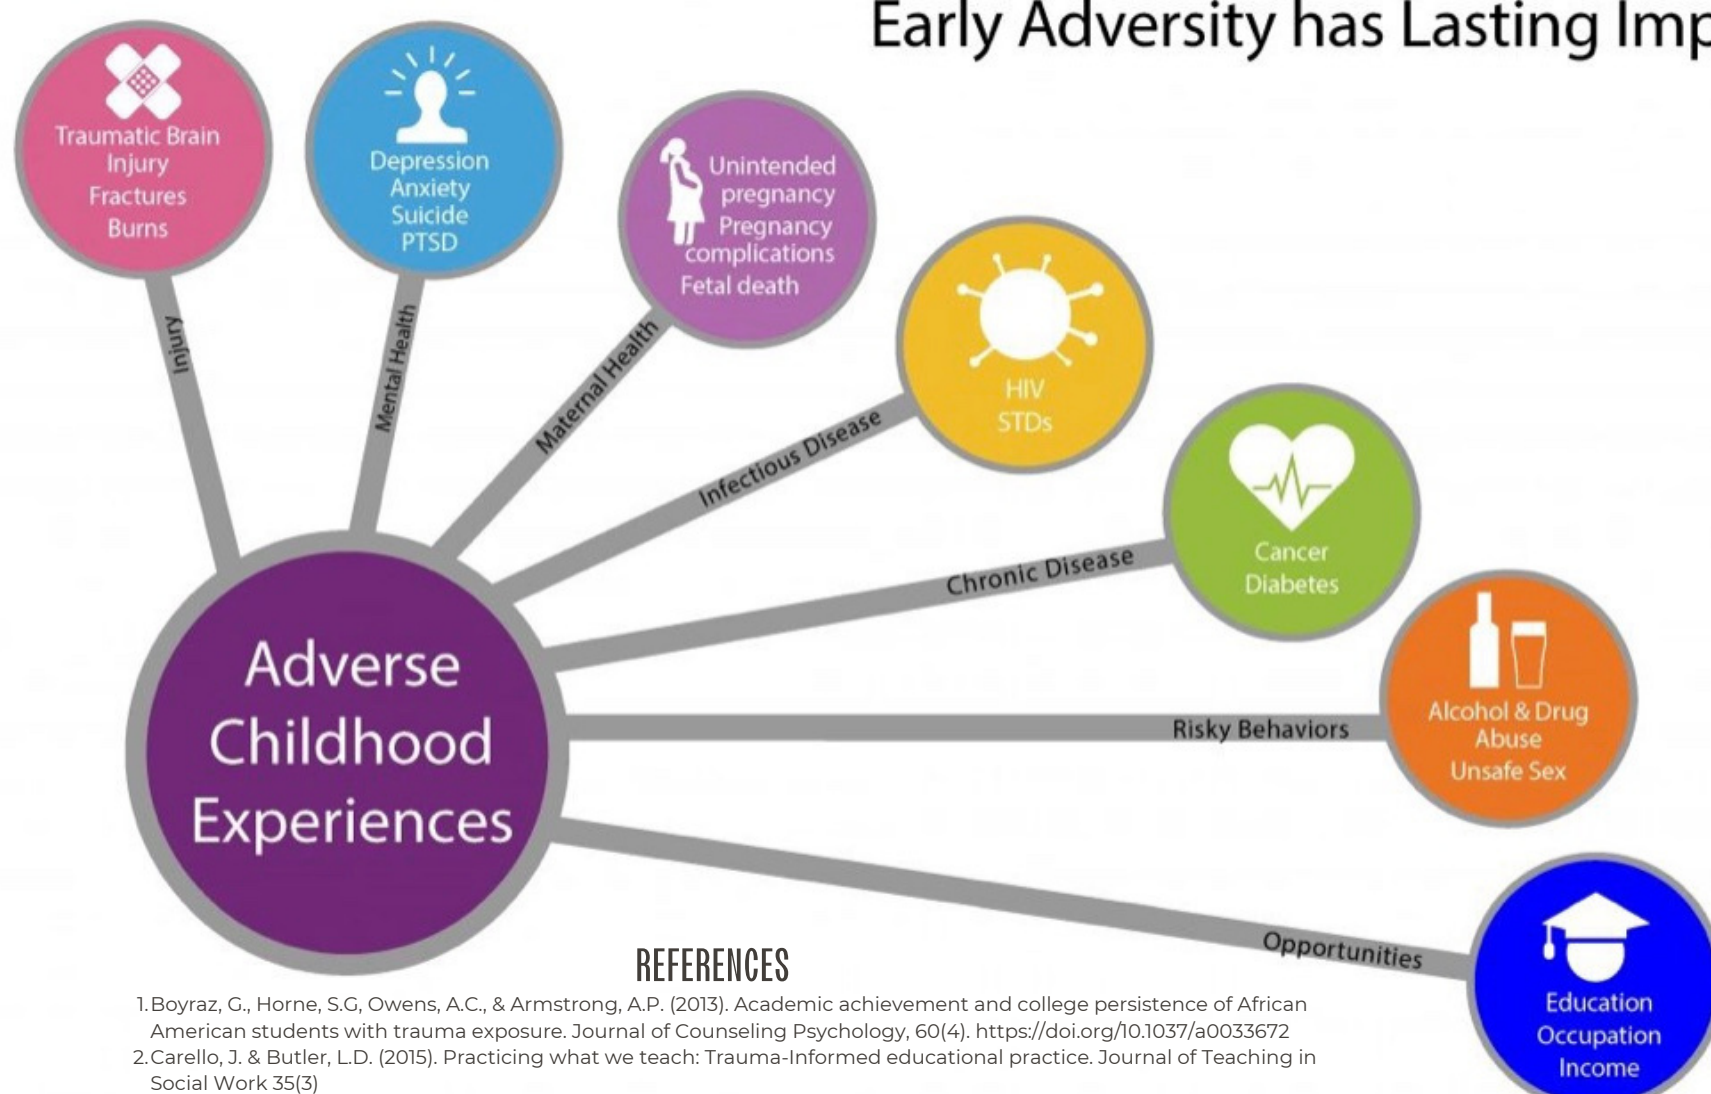 Early Adversity has Lasting Imp
Traumatic Brain
Injury
Fractures
Burns
Depression
Anxiety
Suicide
PTSD
Unintended
pregnancy
Pregnancy
complications
Fetal death
HIV
STDs
Cancer
Diabetes
Alcohol & Drug
Abuse
Unsafe Sex
Education
Occupation
Income
Injury
Mental Health
Maternal Health
Infectious Disease
Chronic Disease
Risky Behaviors
Opportunities
Adverse
Childhood
Experiences
REFERENCES
1.Boyraz, G., Horne, S.G, Owens, A.C., & Armstrong, A.P. (2013). Academic achievement and college persistence of African
American students with trauma exposure. Journal of Counseling Psychology, 60(4). https://doi.org/10.1037/a0033672
2.Carello, J. & Butler, L.D. (2015). Practicing what we teach: Trauma-Informed educational practice. Journal of Teaching in
Social Work 35(3)